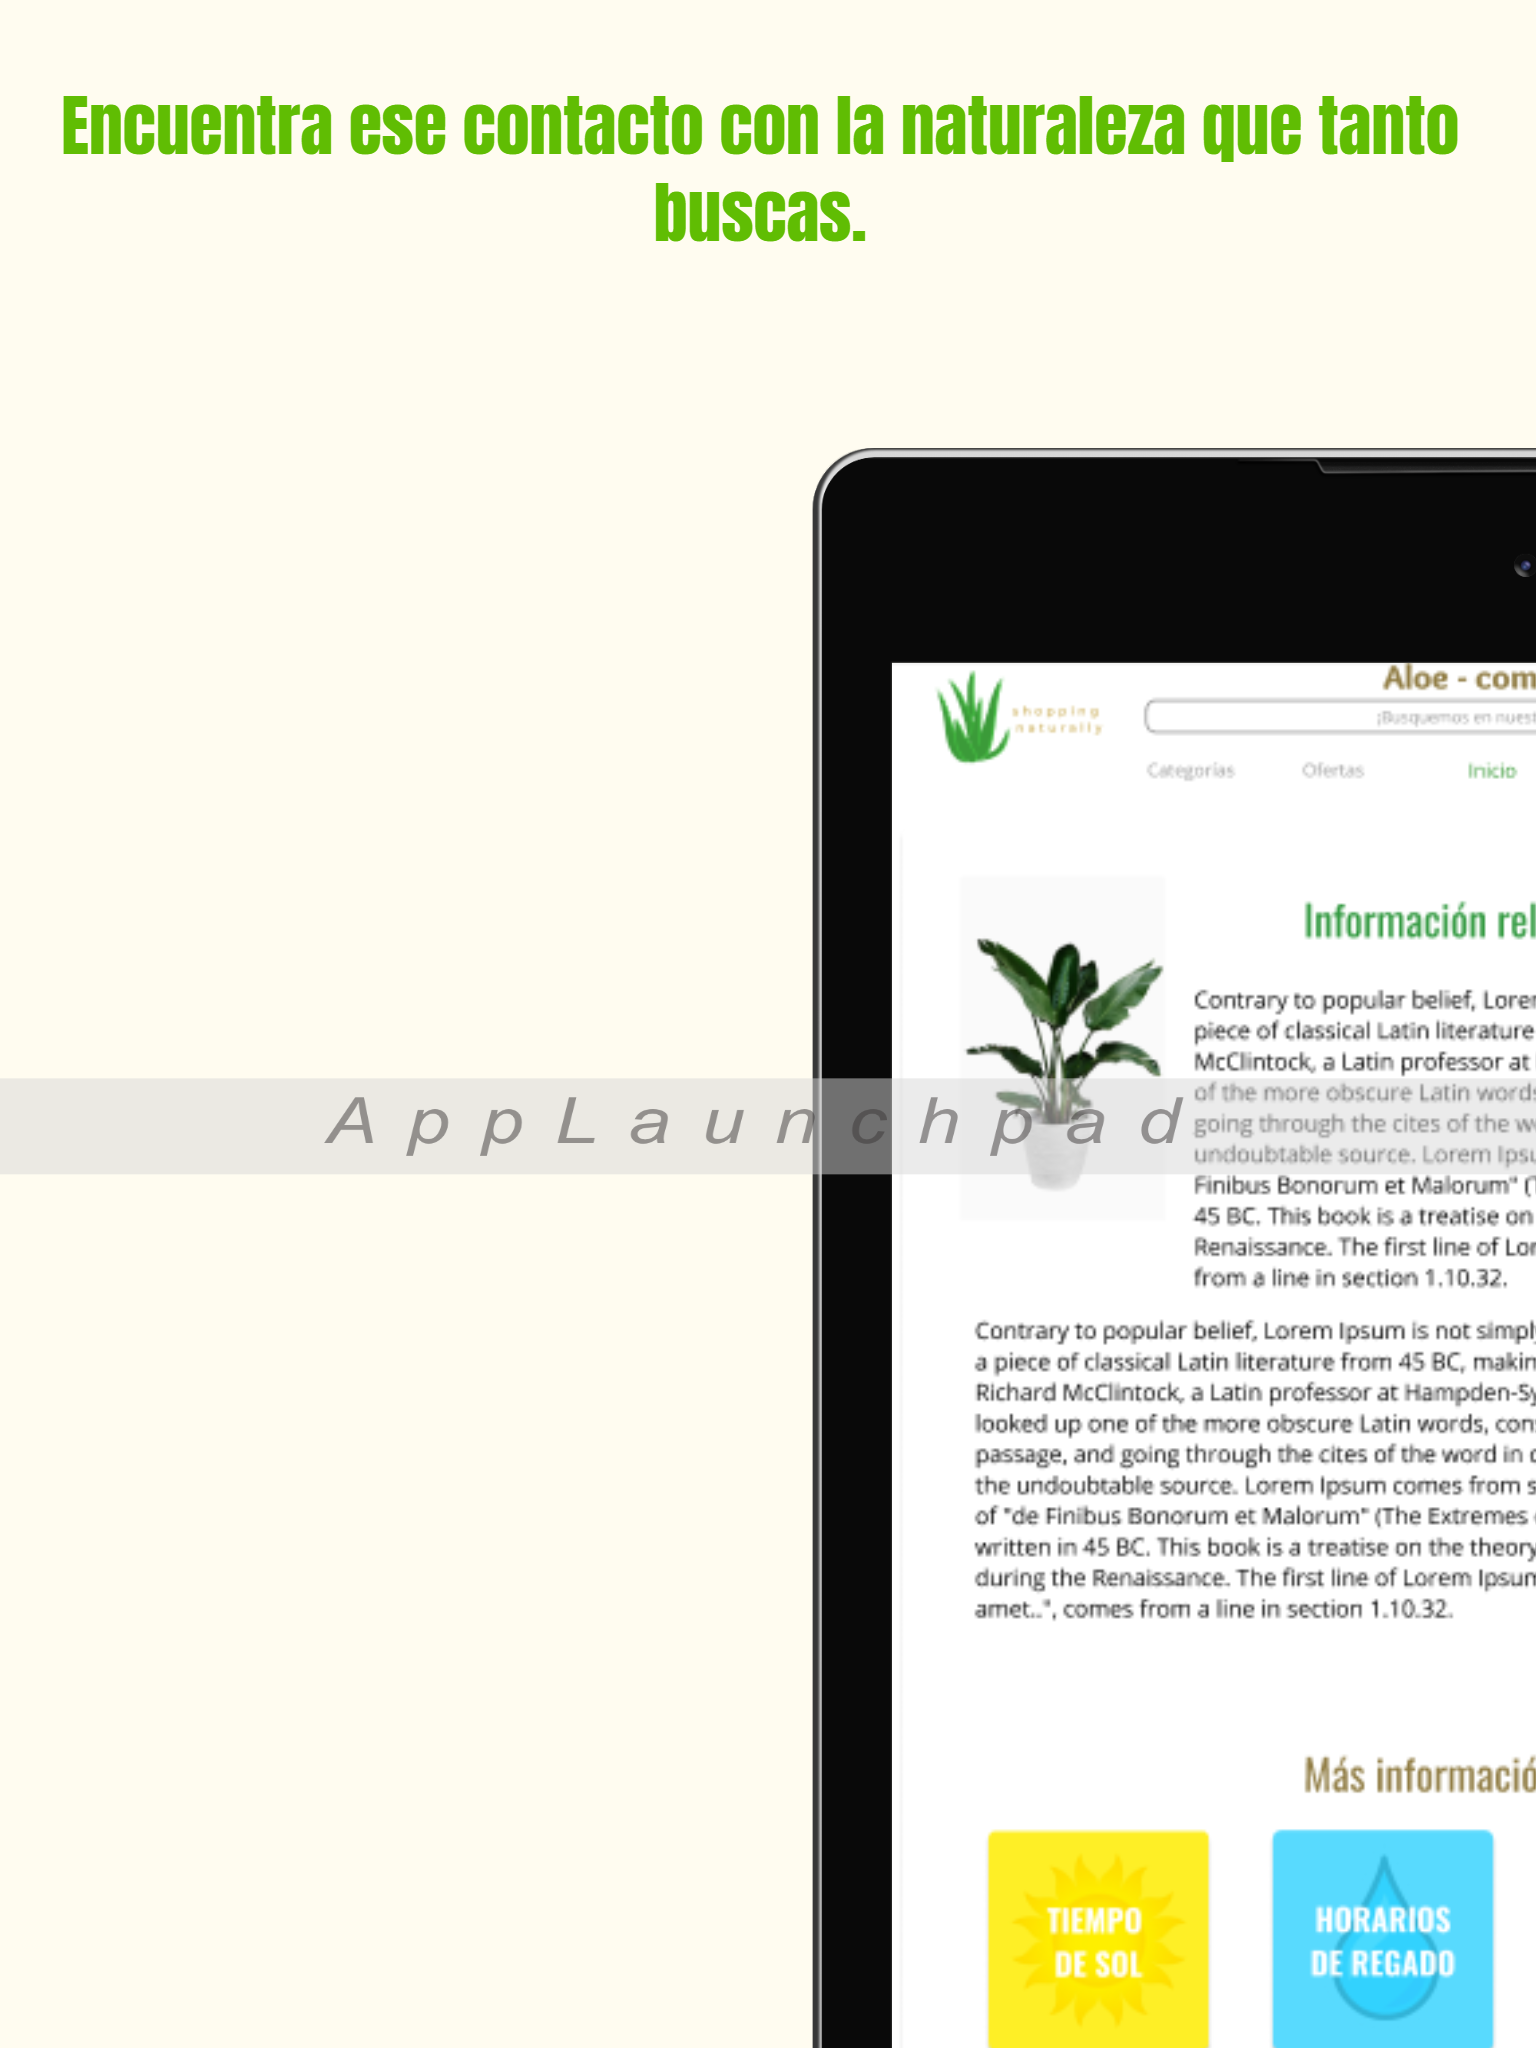 Encuentra ese contacto con la naturaleza que tanto
buscas.
Aloe - com
shopping
naturally
¡Busquemos en nuest
Categorías Ofertas Inicio
Información rel
Contrary to popular belief, Lorem
piece of classical Latin literature
McClintock, a Latin professor at
of the more obscure Latin words
going through the cites of the
undoubtable source. Lorem Ipsu
Finibus Bonorum et Malorum"
45 BC. This book is a treatise on
Renaissance. The first line of Lor
from a line in section 1.10.32.
AppLaunchpad
Contrary to popular belief, Lorem Ipsum is not simply
a piece of classical Latin literature from 45 BC, makin
Richard McClintock, a Latin professor at Hampden-Sy
looked up one of the more obscure Latin words, con
passage, and going through the cites of the word in
the undoubtable source. Lorem Ipsum comes from s
of "de Finibus Bonorum et Malorum" (The Extremes
written in 45 BC. This book is a treatise on the theory
during the Renaissance. The first line of Lorem Ipsum
amet..", comes from a line in section 1.10.32.
Más informació
TIEMPO
DE SOL
HORARIOS
DE REGADO